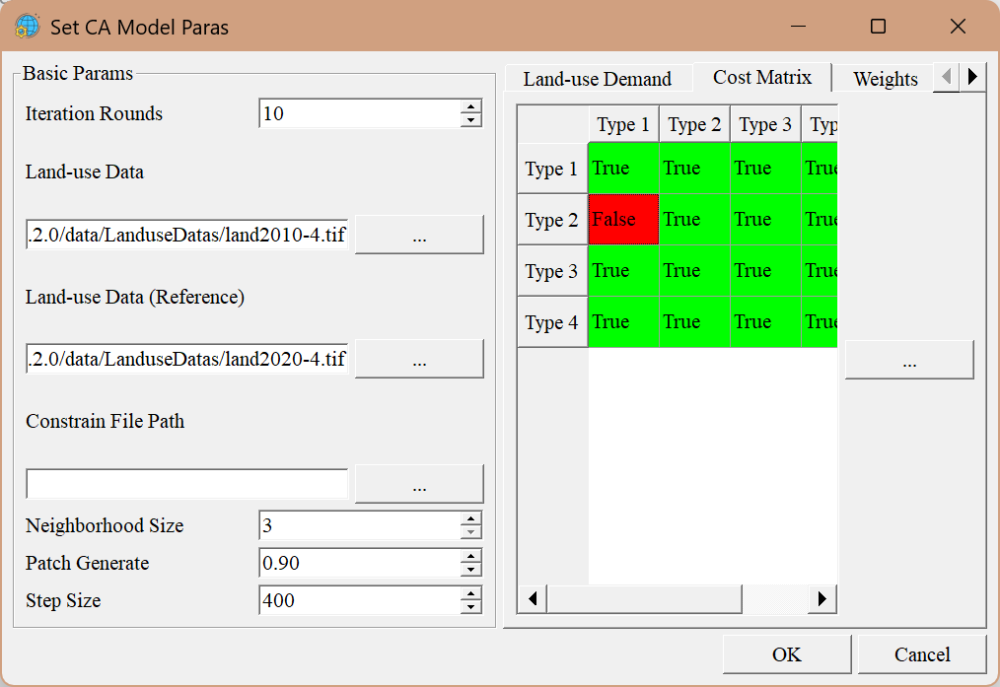 Set CA Model Paras
Basic Params
Iteration Rounds 10
Land-use Data
.2.0/data/LanduseDatas/land2010-4.tif ...
Land-use Data (Reference)
.2.0/data/LanduseDatas/land2020-4.tif ...
Constrain File Path
...
Neighborhood Size 3
Patch Generate 0.90
Step Size 400
Land-use Demand Cost Matrix Weights
Type 1 Type 2 Type 3 Typ
Type 1 True True True True
Type 2 False True True True
Type 3 True True True True
Type 4 True True True True
...
OK Cancel